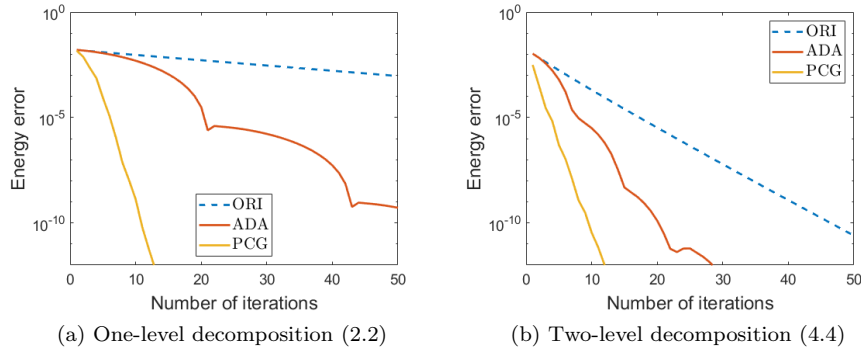 10^0
10^-5
10^-10
Energy error
ORI
ADA
PCG
0 10 20 30 40 50
Number of iterations
(a) One-level decomposition (2.2)
10^0
10^-5
10^-10
Energy error
ORI
ADA
PCG
0 10 20 30 40 50
Number of iterations
(b) Two-level decomposition (4.4)